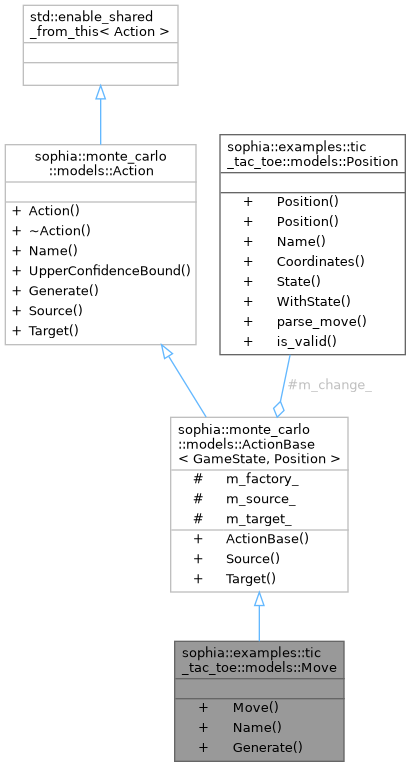 std::enable_shared
_from_this< Action >
sophia::monte_carlo
::models::Action
+ Action()
+ ~Action()
+ Name()
+ UpperConfidenceBound()
+ Generate()
+ Source()
+ Target()
sophia::examples::tic
_tac_toe::models::Position
+ Position()
+ Position()
+ Name()
+ Coordinates()
+ State()
+ WithState()
+ parse_move()
+ is_valid()
#m_change_
sophia::monte_carlo
::models::ActionBase
< GameState, Position >
# m_factory_
# m_source_
# m_target_
+ ActionBase()
+ Source()
+ Target()
sophia::examples::tic
_tac_toe::models::Move
+ Move()
+ Name()
+ Generate()